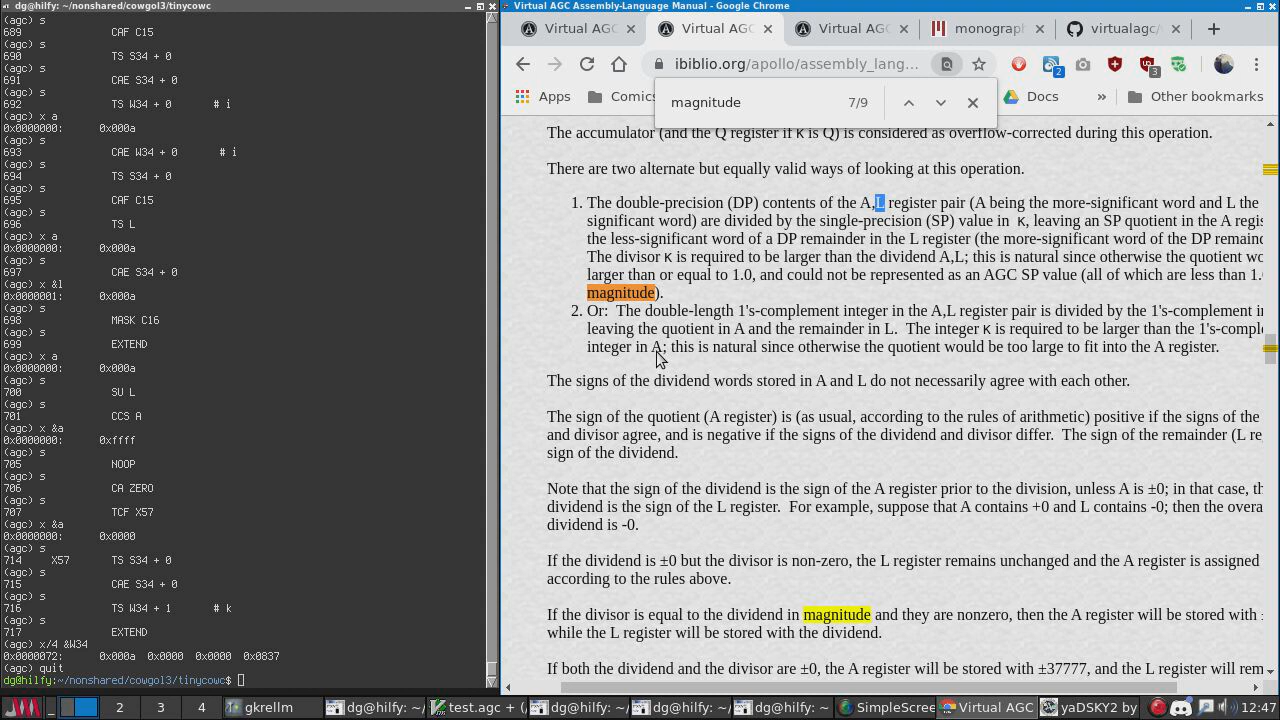 dg@hilfy: ~/nonshared/cowgol3/tinycowc
(agc) s
689 CAF C15
(agc) s
690 TS S34 + 0
(agc) s
691 CAE S34 + 0
(agc) s
692 TS W34 + 0 # i
(agc) x a
0x0000000: 0x000a
(agc) s
693 CAE W34 + 0 # i
(agc) s
694 TS S34 + 0
(agc) s
695 CAF C15
(agc) s
696 TS L
(agc) x a
0x0000000: 0x000a
(agc) s
697 CAE S34 + 0
(agc) x &l
0x0000001: 0x000a
(agc) s
698 MASK C16
(agc) s
699 EXTEND
(agc) x a
0x0000000: 0x000a
(agc) s
700 SU L
(agc) s
701 CCS A
(agc) x &a
0x0000000: 0xffff
(agc) s
705 NOOP
(agc) s
706 CA ZERO
(agc) s
707 TCF X57
(agc) x &a
0x0000000: 0x0000
(agc) s
714 X57 TS S34 + 0
(agc) s
715 CAE S34 + 0
(agc) s
716 TS W34 + 1 # k
(agc) s
717 EXTEND
(agc) x/4 &W34
0x0000072: 0x000a 0x0000 0x0000 0x0837
(agc) quit
dg@hilfy:~/nonshared/cowgol3/tinycowc$
Virtual AGC Assembly-Language Manual - Google Chrome
Virtual AGC Virtual AGC Virtual AGC monograph virtualagc/
ibiblio.org/apollo/assembly_lang...
2 3
Apps Comics Docs » Other bookmarks
magnitude 7/9
The accumulator (and the Q register if K is Q) is considered as overflow-corrected during this operation.
There are two alternate but equally valid ways of looking at this operation.
1. The double-precision (DP) contents of the A,L register pair (A being the more-significant word and L the
significant word) are divided by the single-precision (SP) value in K, leaving an SP quotient in the A regis
the less-significant word of a DP remainder in the L register (the more-significant word of the DP remaind
The divisor K is required to be larger than the dividend A,L; this is natural since otherwise the quotient wo
larger than or equal to 1.0, and could not be represented as an AGC SP value (all of which are less than 1.
magnitude).
2. Or: The double-length 1's-complement integer in the A,L register pair is divided by the 1's-complement i
leaving the quotient in A and the remainder in L. The integer K is required to be larger than the 1's-comple
integer in A; this is natural since otherwise the quotient would be too large to fit into the A register.
The signs of the dividend words stored in A and L do not necessarily agree with each other.
The sign of the quotient (A register) is (as usual, according to the rules of arithmetic) positive if the signs of the
and divisor agree, and is negative if the signs of the dividend and divisor differ. The sign of the remainder (L re
sign of the dividend.
Note that the sign of the dividend is the sign of the A register prior to the division, unless A is ±0; in that case, th
dividend is the sign of the L register. For example, suppose that A contains +0 and L contains -0; then the overa
dividend is -0.
If the dividend is ±0 but the divisor is non-zero, the L register remains unchanged and the A register is assigned
according to the rules above.
If the divisor is equal to the dividend in magnitude and they are nonzero, then the A register will be stored with ±
while the L register will be stored with the dividend.
If both the dividend and the divisor are ±0, the A register will be stored with ±37777, and the L register will rem
2 3 4 gkrellm dg@hilfy: ~/ test.agc + ( dg@hilfy: ~/ dg@hilfy: ~/ dg@hilfy: ~/ SimpleScree Virtual AGC yaDSKY2 by 12:47